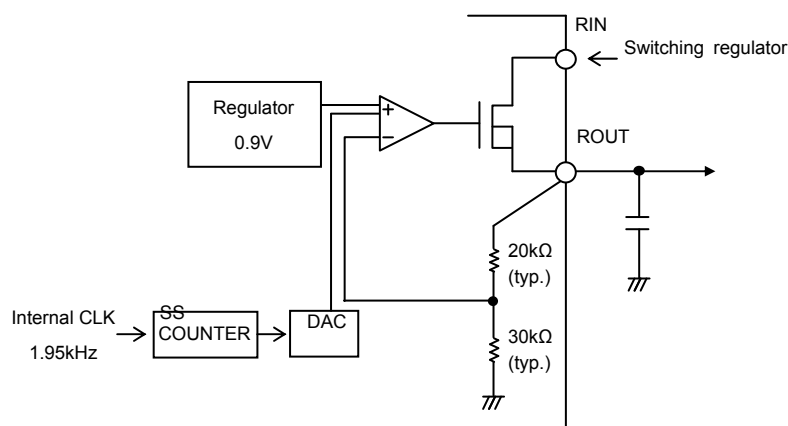 RIN
Switching regulator
Regulator
0.9V
+
−
ROUT
20kΩ
(typ.)
Internal CLK
1.95kHz
SS
COUNTER
DAC
30kΩ
(typ.)